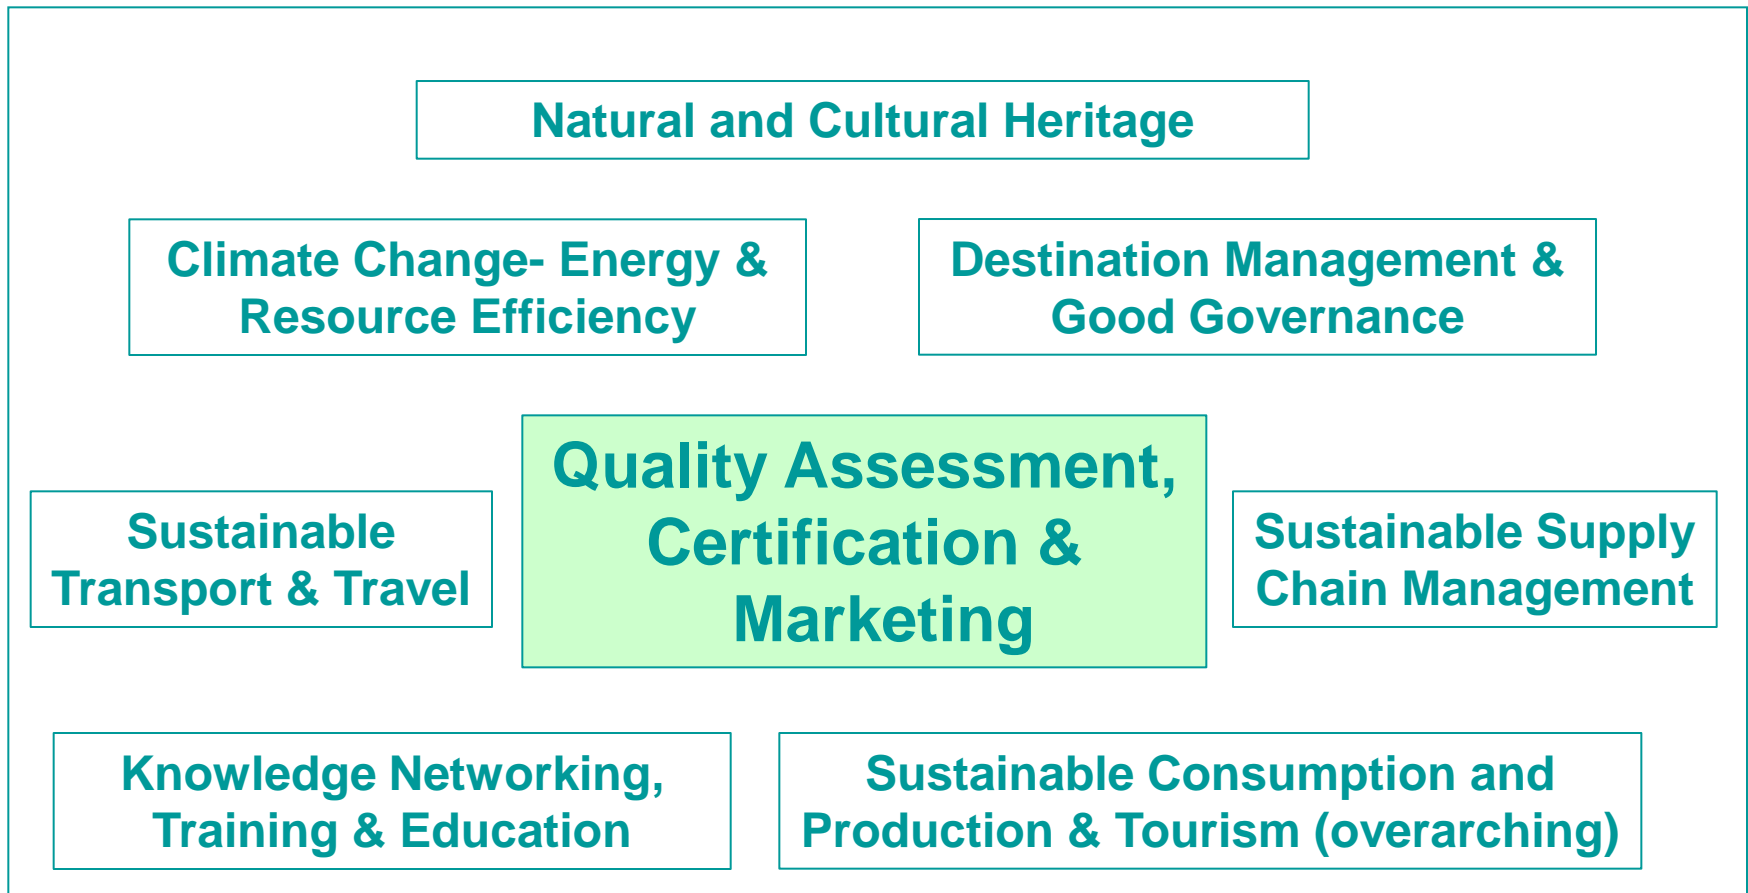 Natural and Cultural Heritage
Climate Change- Energy &
Resource Efficiency
Destination Management &
Good Governance
Quality Assessment,
Certification &
Marketing
Sustainable
Transport & Travel
Sustainable Supply
Chain Management
Knowledge Networking,
Training & Education
Sustainable Consumption and
Production & Tourism (overarching)